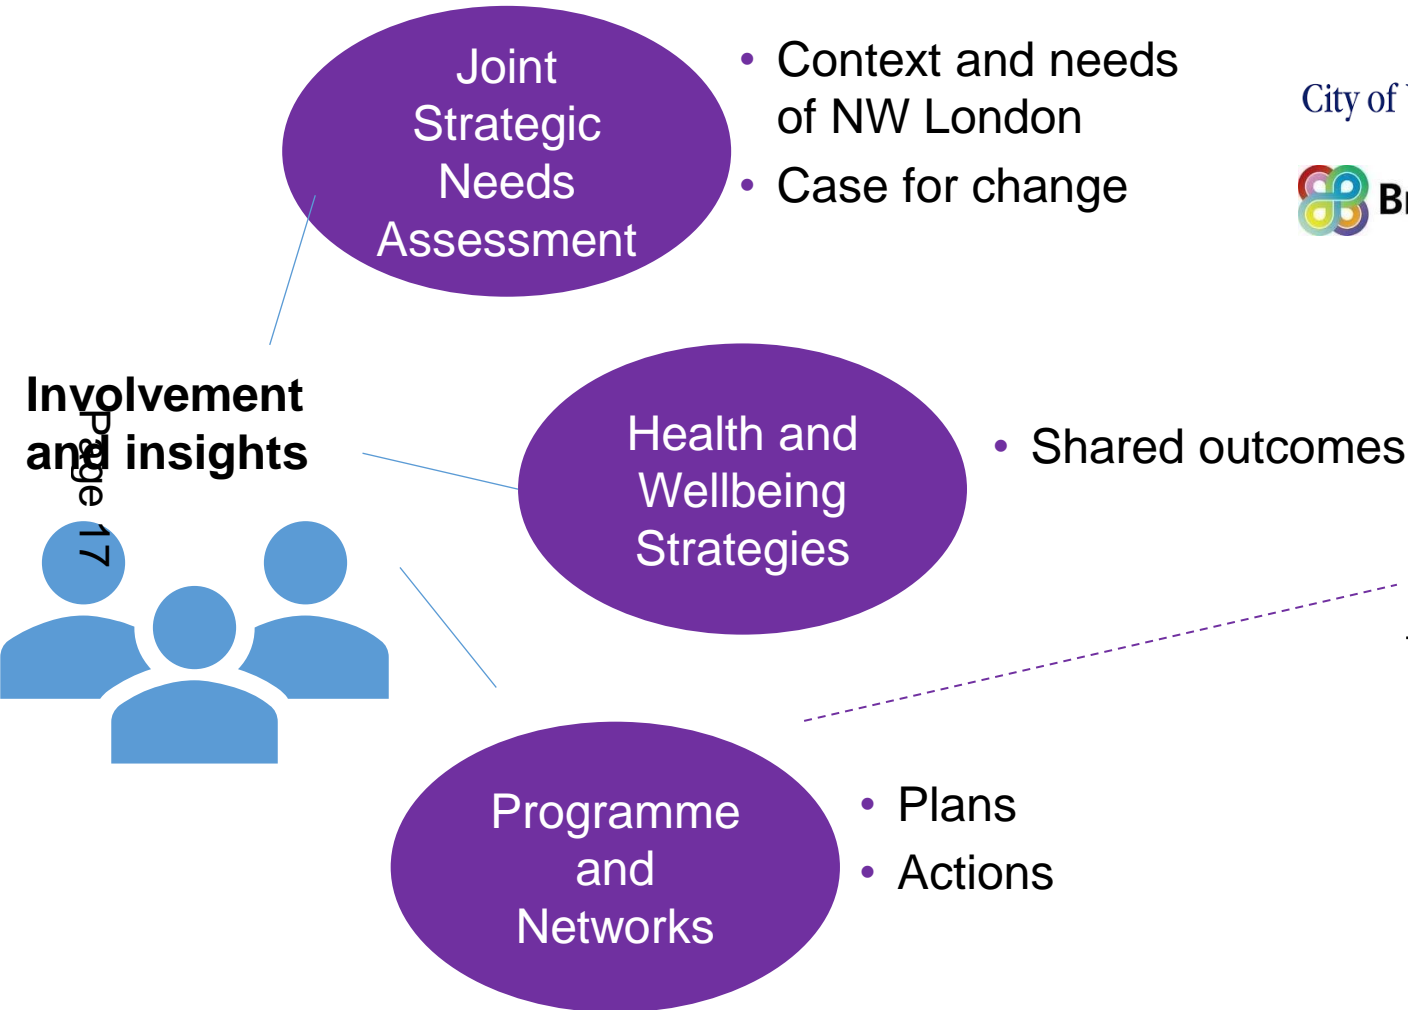 Joint
Strategic
Needs
Assessment
• Context and needs
of NW London
• Case for change
City of
Involvement
and insights
Page 17
Health and
Wellbeing
Strategies
• Shared outcomes
Programme
and
Networks
• Plans
• Actions